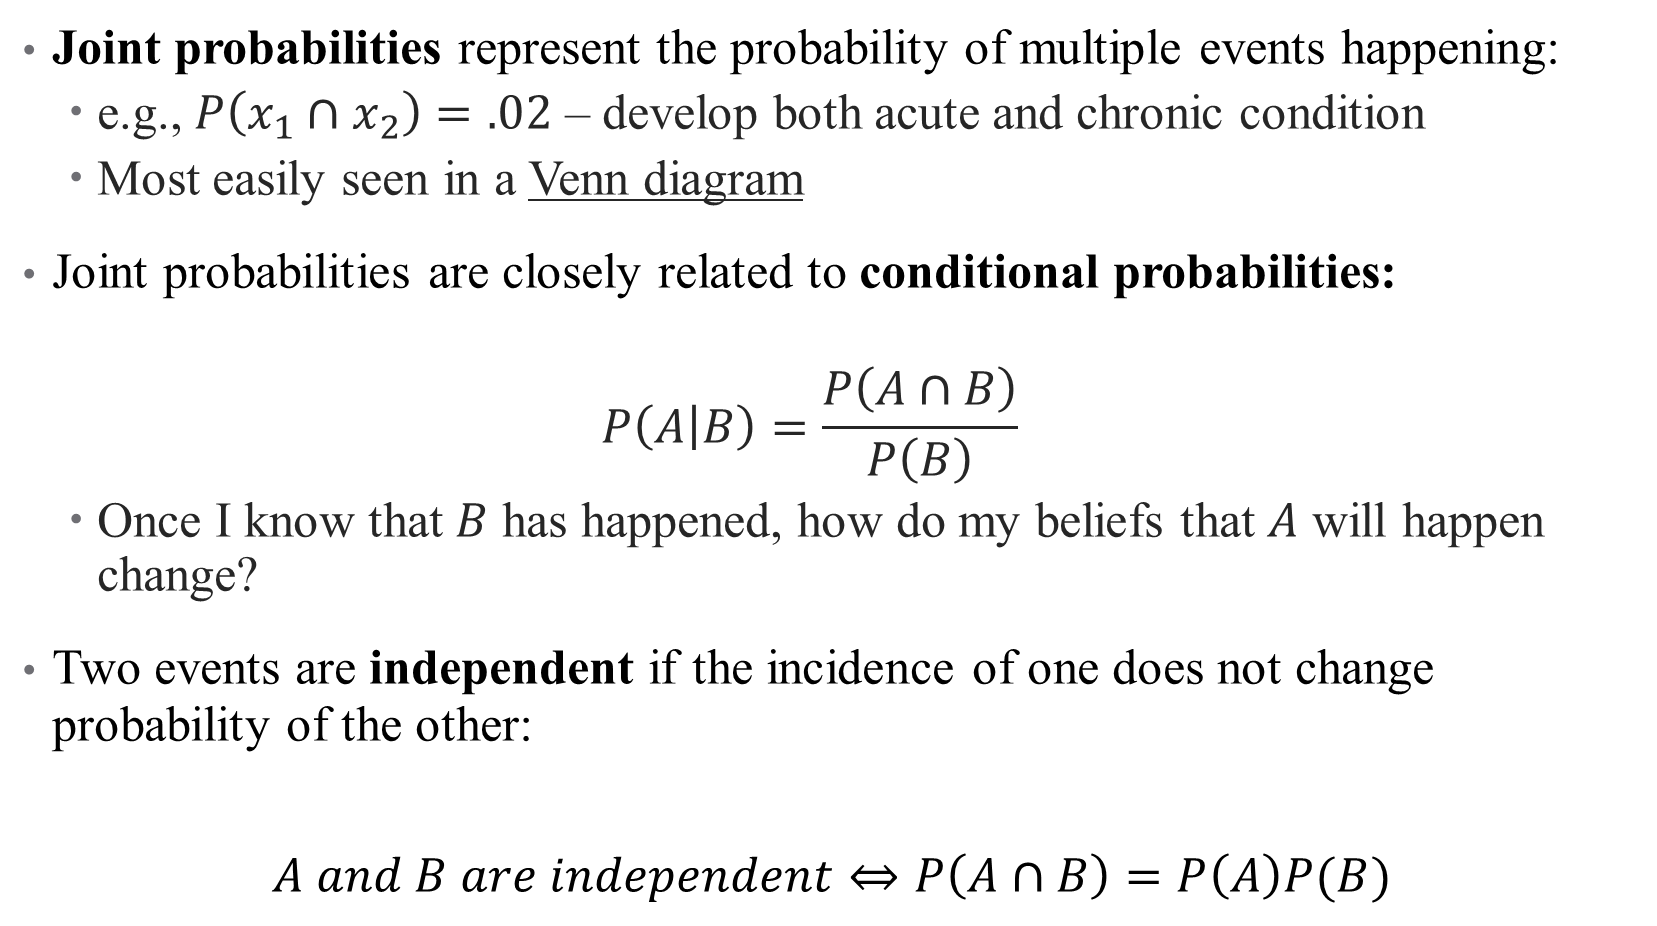 • Joint probabilities represent the probability of multiple events happening:
• e.g., P(x₁ ∩ x₂) = .02 – develop both acute and chronic condition
• Most easily seen in a Venn diagram
• Joint probabilities are closely related to conditional probabilities:
P(A|B) = P(A ∩ B) / P(B)
• Once I know that B has happened, how do my beliefs that A will happen
change?
• Two events are independent if the incidence of one does not change
probability of the other:
A and B are independent ⇔ P(A ∩ B) = P(A)P(B)